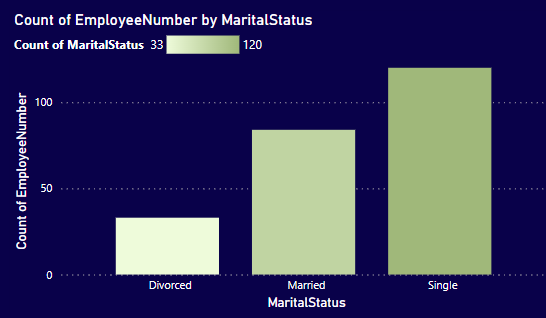 Count of EmployeeNumber by MaritalStatus
Count of MaritalStatus 33 120
Count of EmployeeNumber
100
50
0
Divorced Married Single
MaritalStatus